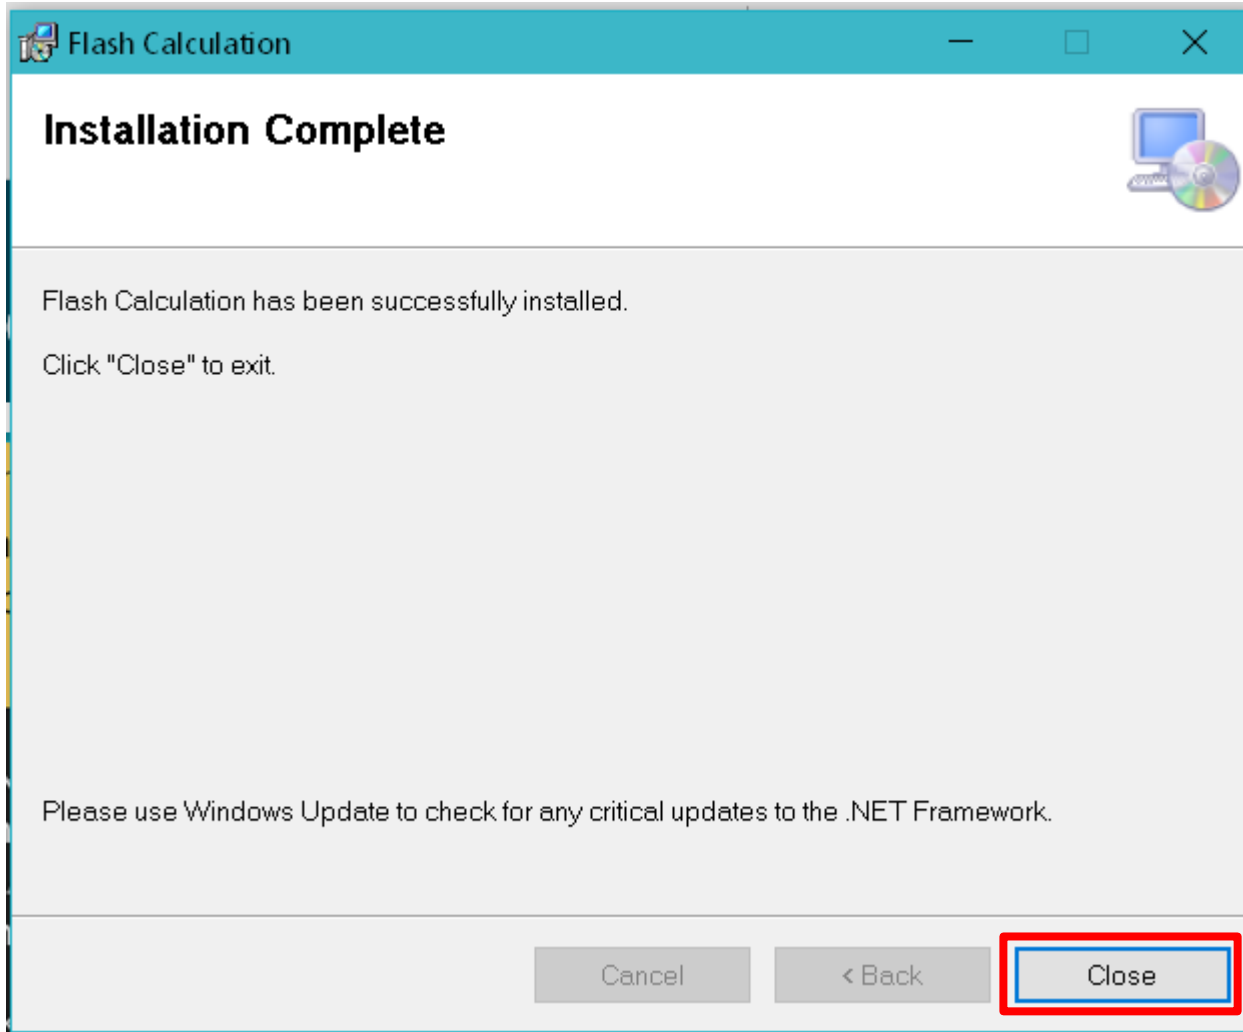 Flash Calculation
Installation Complete
Flash Calculation has been successfully installed.
Click "Close" to exit.
Please use Windows Update to check for any critical updates to the .NET Framework.
Cancel
< Back
Close